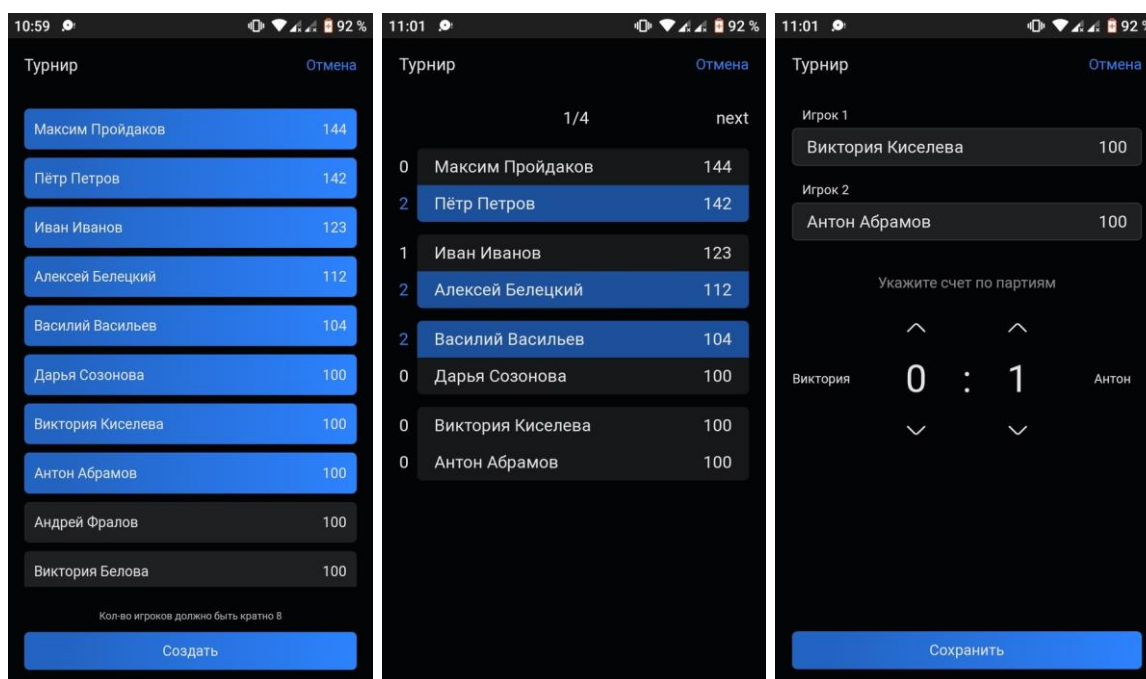 10:59 92 %
Турнир Отмена
Максим Пройдаков 144
Пётр Петров 142
Иван Иванов 123
Алексей Белецкий 112
Василий Васильев 104
Дарья Созонова 100
Виктория Киселева 100
Антон Абрамов 100
Андрей Фралов 100
Виктория Белова 100
Кол-во игроков должно быть кратно 8
Создать
11:01 92 %
Турнир Отмена
1/4 next
0 Максим Пройдаков 144
2 Пётр Петров 142
1 Иван Иванов 123
2 Алексей Белецкий 112
2 Василий Васильев 104
0 Дарья Созонова 100
0 Виктория Киселева 100
0 Антон Абрамов 100
11:01 92 %
Турнир Отмена
Игрок 1
Виктория Киселева 100
Игрок 2
Антон Абрамов 100
Укажите счет по партиям
Виктория 0 : 1 Антон
Сохранить